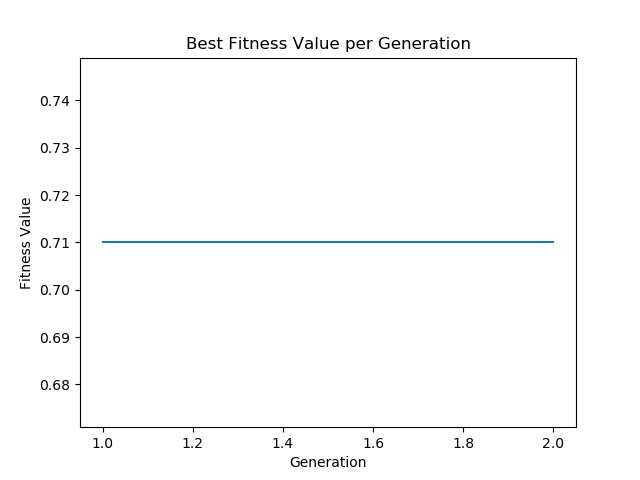 Best Fitness Value per Generation
0.74
0.73
0.72
0.71
0.70
0.69
0.68
Fitness Value
1.0 1.2 1.4 1.6 1.8 2.0
Generation